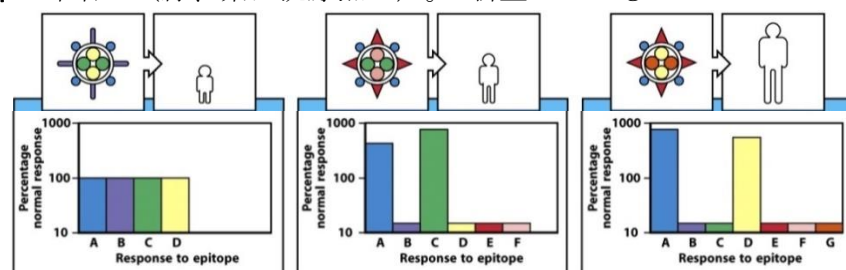 1000
100
10
Percentage
normal response
A B C D
Response to epitope
1000
100
10
Percentage
normal response
A B C D E F
Response to epitope
1000
100
10
Percentage
normal response
A B C D E F G
Response to epitope